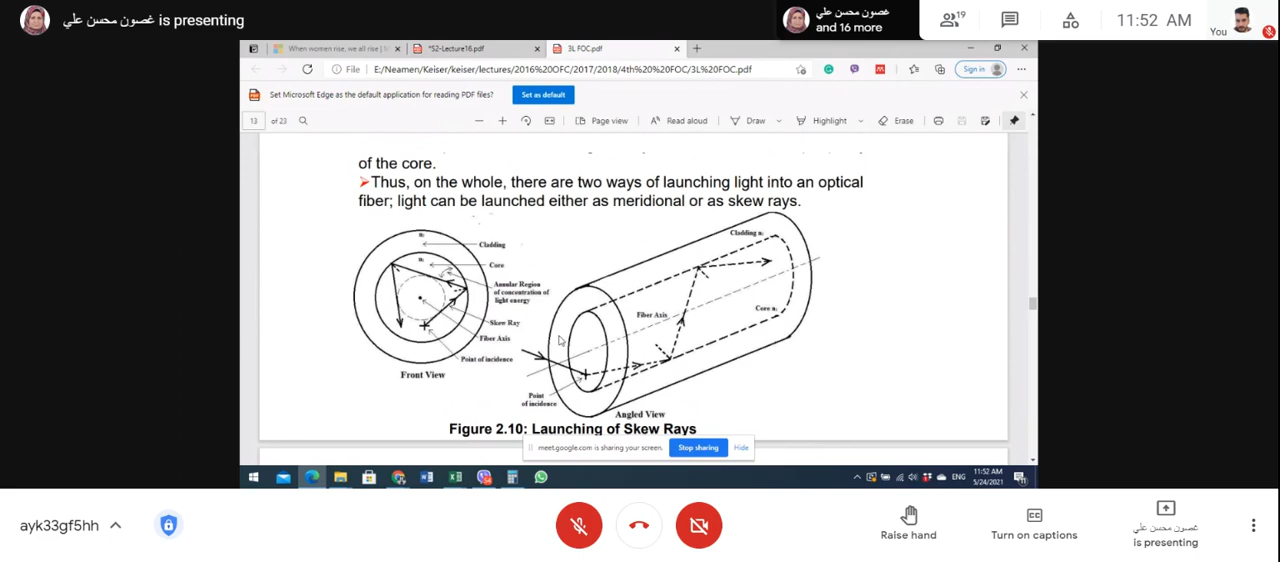 غصون محسن علي is presenting
غصون محسن علي
and 16 more
19
11:52 AM
You
When women rise, we all rise | M
*S2-Lecture16.pdf
3L FOC.pdf
File
E:/Neamen/Keiser/keiser/lectures/2016%20OFC/2017/2018/4th%20%20FOC/3L%20FOC.pdf
Sign in
Set Microsoft Edge as the default application for reading PDF files?
Set as default
13 of 23
Page view
Read aloud
Draw
Highlight
Erase
of the core.
➢Thus, on the whole, there are two ways of launching light into an optical
fiber; light can be launched either as meridional or as skew rays.
Cladding
Core
Annular Region
of concentration of
light energy
Skew Ray
Fiber Axis
Point of incidence
Front View
Cladding
Fiber Axis
Core
Point
of incidence
Angled View
Figure 2.10: Launching of Skew Rays
meet.google.com is sharing your screen.
Stop sharing
Hide
ENG
11:52 AM
5/24/2021
ayk33gf5hh
Raise hand
Turn on captions
غصون محسن علي
is presenting